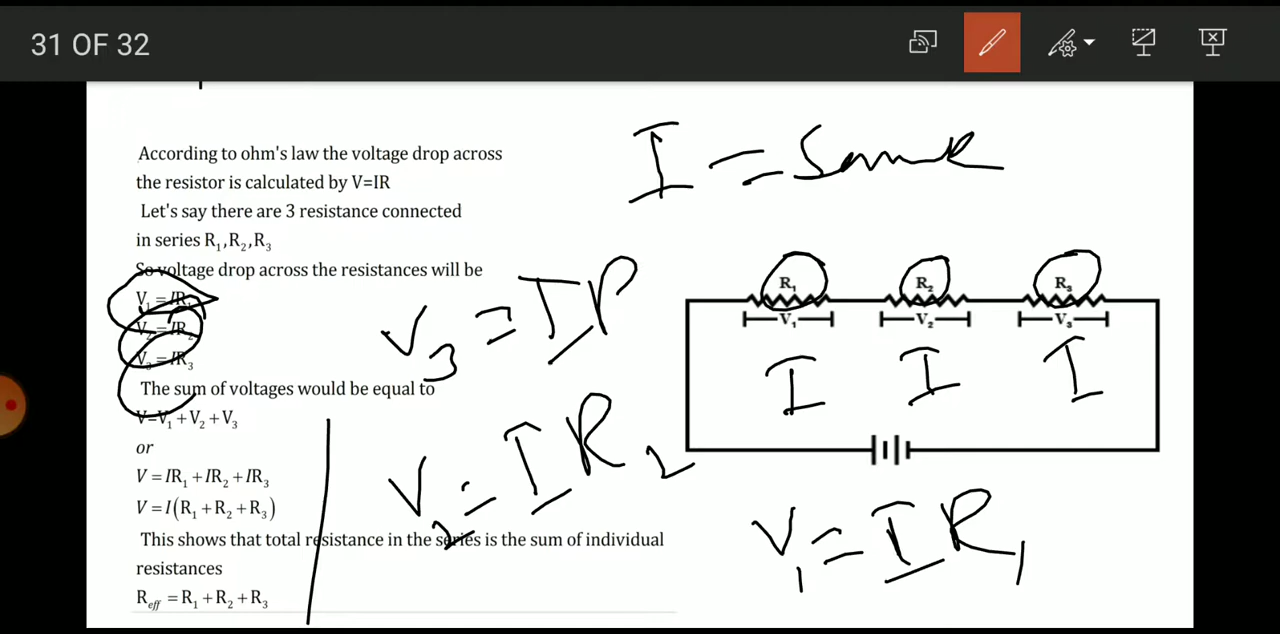 31 OF 32
According to ohm's law the voltage drop across
the resistor is calculated by V=IR
Let's say there are 3 resistance connected
in series R₁,R₂,R₃
So voltage drop across the resistances will be
V₁ = IR₁
V₂ = IR₂
V₃ = IR₃
The sum of voltages would be equal to
V=V₁ +V₂ +V₃
or
V = IR₁ + IR₂ + IR₃
V = I(R₁ +R₂ +R₃)
This shows that total resistance in the series is the sum of individual
resistances
R_eff = R₁ +R₂ +R₃
I = Same
R₁ R₂ R₃
V₁ V₂ V₃
I I I
V₃ = IR
V₂ = IR₂
V₁ = IR₁